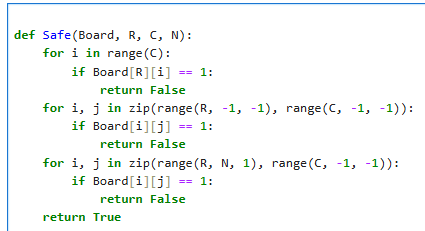 def Safe(Board, R, C, N):
    for i in range(C):
        if Board[R][i] == 1:
            return False
    for i, j in zip(range(R, -1, -1), range(C, -1, -1)):
        if Board[i][j] == 1:
            return False
    for i, j in zip(range(R, N, 1), range(C, -1, -1)):
        if Board[i][j] == 1:
            return False
    return True